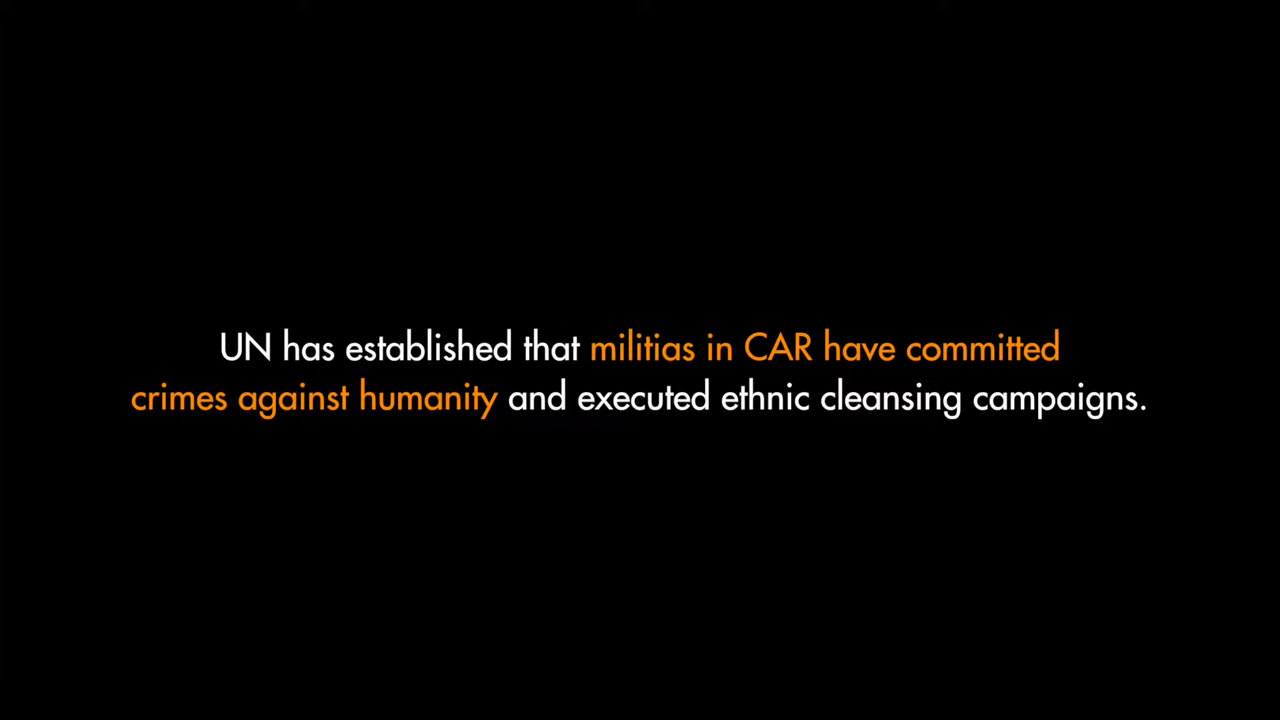 UN has established that militias in CAR have committed
crimes against humanity and executed ethnic cleansing campaigns.